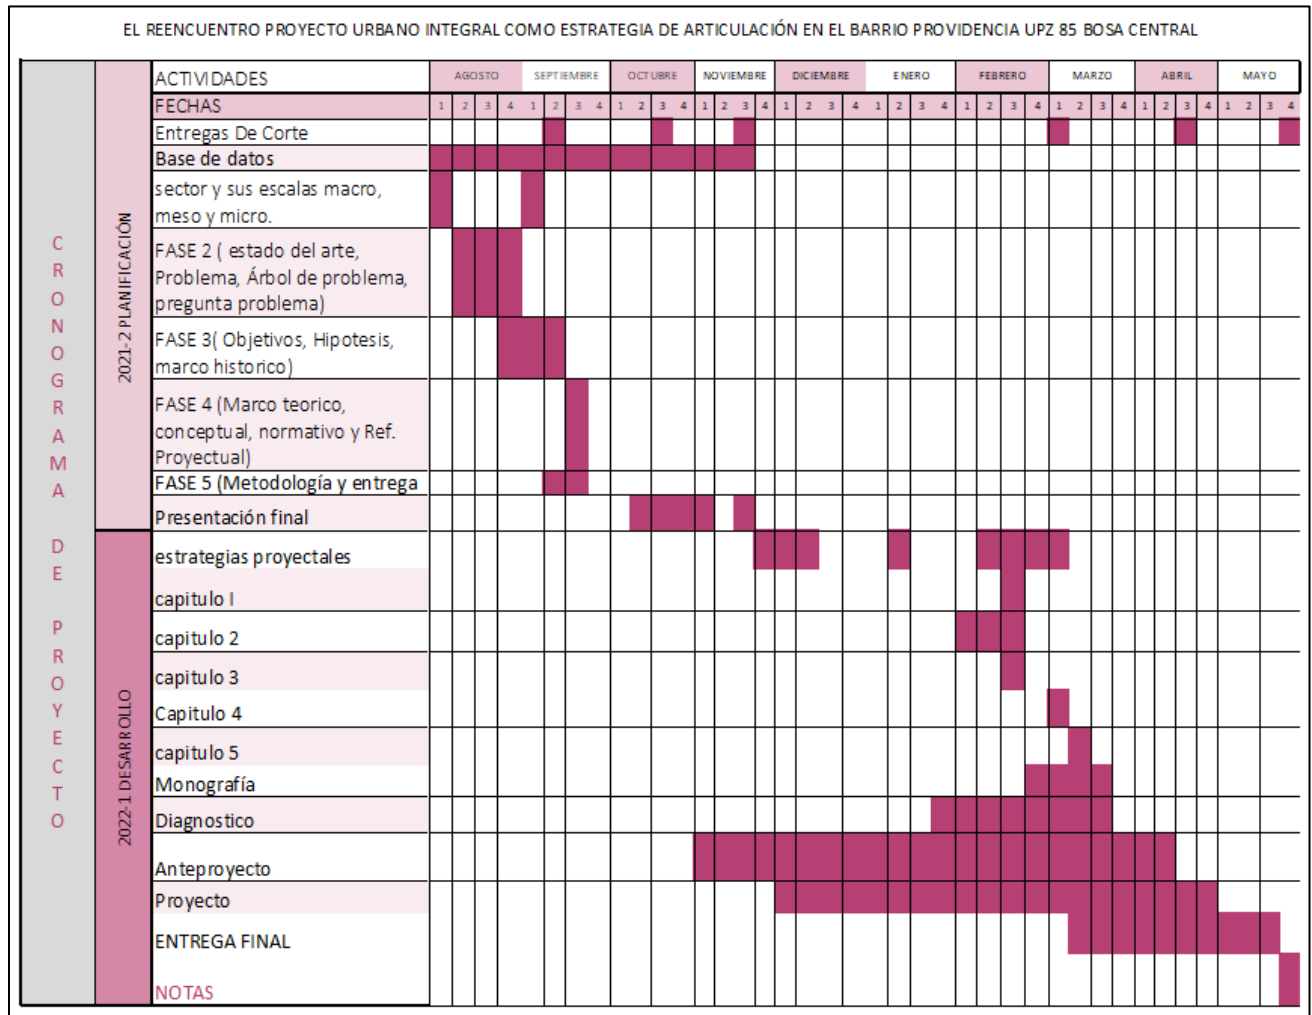 EL REENCUENTRO PROYECTO URBANO INTEGRAL COMO ESTRATEGIA DE ARTICULACIÓN EN EL BARRIO PROVIDENCIA UPZ 85 BOSA CENTRAL
CRONOGRAMA DE PROYECTO
2021-2 PLANIFICACIÓN
ACTIVIDADES AGOSTO SEPTIEMBRE OCTUBRE NOVIEMBRE DICIEMBRE ENERO FEBRERO MARZO ABRIL MAYO
FECHAS 1 2 3 4 1 2 3 4 1 2 3 4 1 2 3 4 1 2 3 4 1 2 3 4 1 2 3 4 1 2 3 4 1 2 3 4 1 2 3 4
Entregas De Corte
Base de datos
sector y sus escalas macro,
meso y micro.
FASE 2 ( estado del arte,
Problema, Árbol de problema,
pregunta problema)
FASE 3( Objetivos, Hipotesis,
marco historico)
FASE 4 (Marco teorico,
conceptual, normativo y Ref.
Proyectual)
FASE 5 (Metodología y entrega
Presentación final
2022-1 DESARROLLO
estrategias proyectales
capitulo I
capitulo 2
capitulo 3
Capitulo 4
capitulo 5
Monografía
Diagnostico
Anteproyecto
Proyecto
ENTREGA FINAL
NOTAS